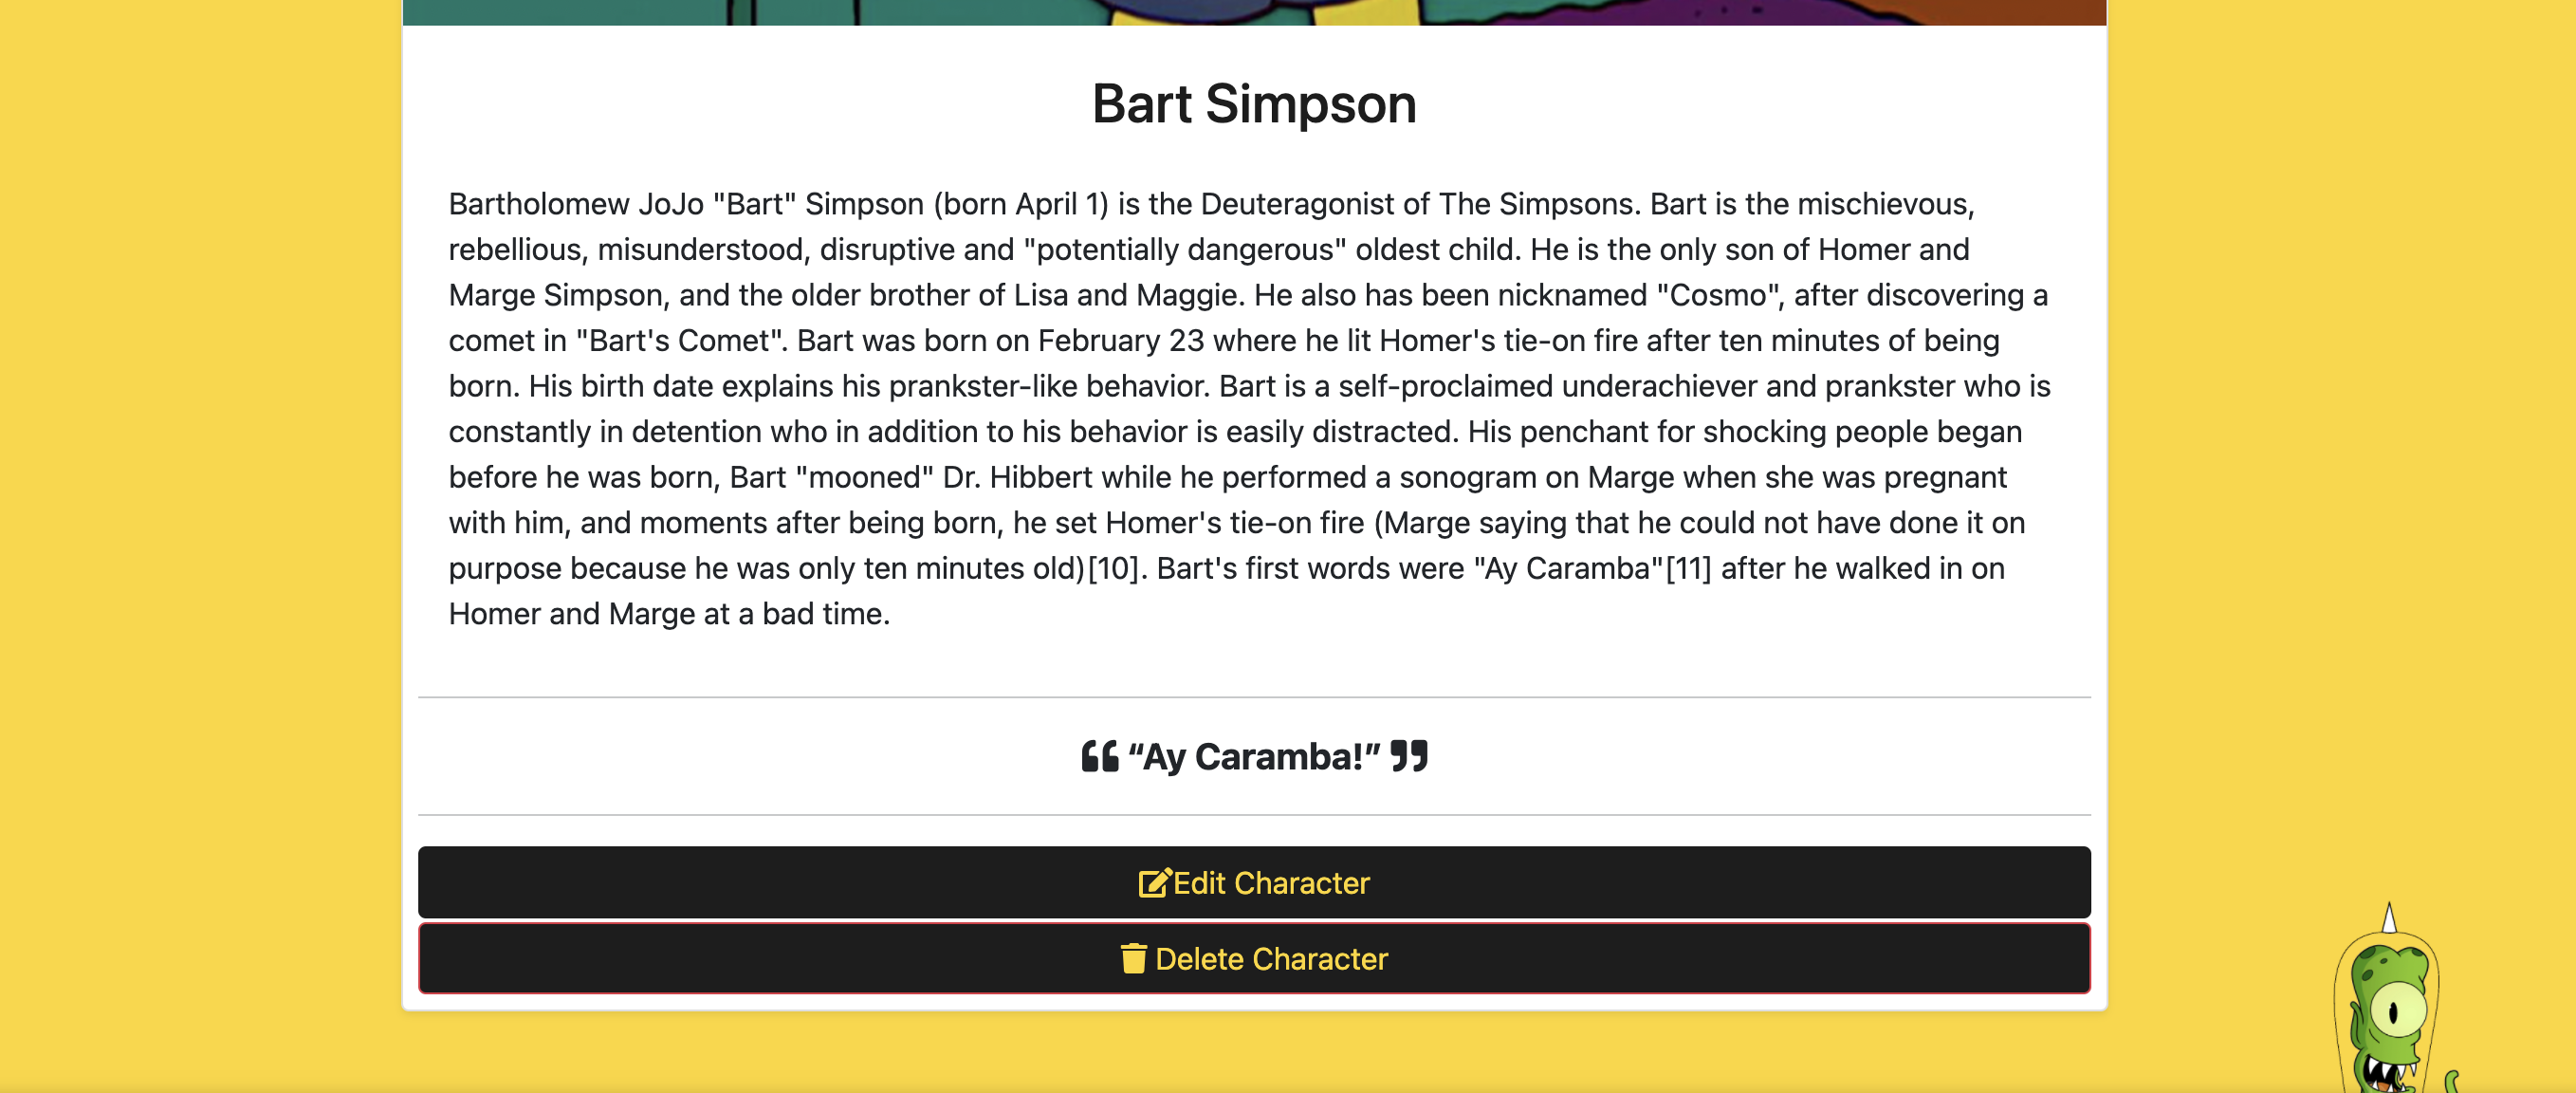 Bart Simpson
Bartholomew JoJo "Bart" Simpson (born April 1) is the Deuteragonist of The Simpsons. Bart is the mischievous,
rebellious, misunderstood, disruptive and "potentially dangerous" oldest child. He is the only son of Homer and
Marge Simpson, and the older brother of Lisa and Maggie. He also has been nicknamed "Cosmo", after discovering a
comet in "Bart's Comet". Bart was born on February 23 where he lit Homer's tie-on fire after ten minutes of being
born. His birth date explains his prankster-like behavior. Bart is a self-proclaimed underachiever and prankster who is
constantly in detention who in addition to his behavior is easily distracted. His penchant for shocking people began
before he was born, Bart "mooned" Dr. Hibbert while he performed a sonogram on Marge when she was pregnant
with him, and moments after being born, he set Homer's tie-on fire (Marge saying that he could not have done it on
purpose because he was only ten minutes old)[10]. Bart's first words were "Ay Caramba"[11] after he walked in on
Homer and Marge at a bad time.
“Ay Caramba!”
Edit Character
Delete Character